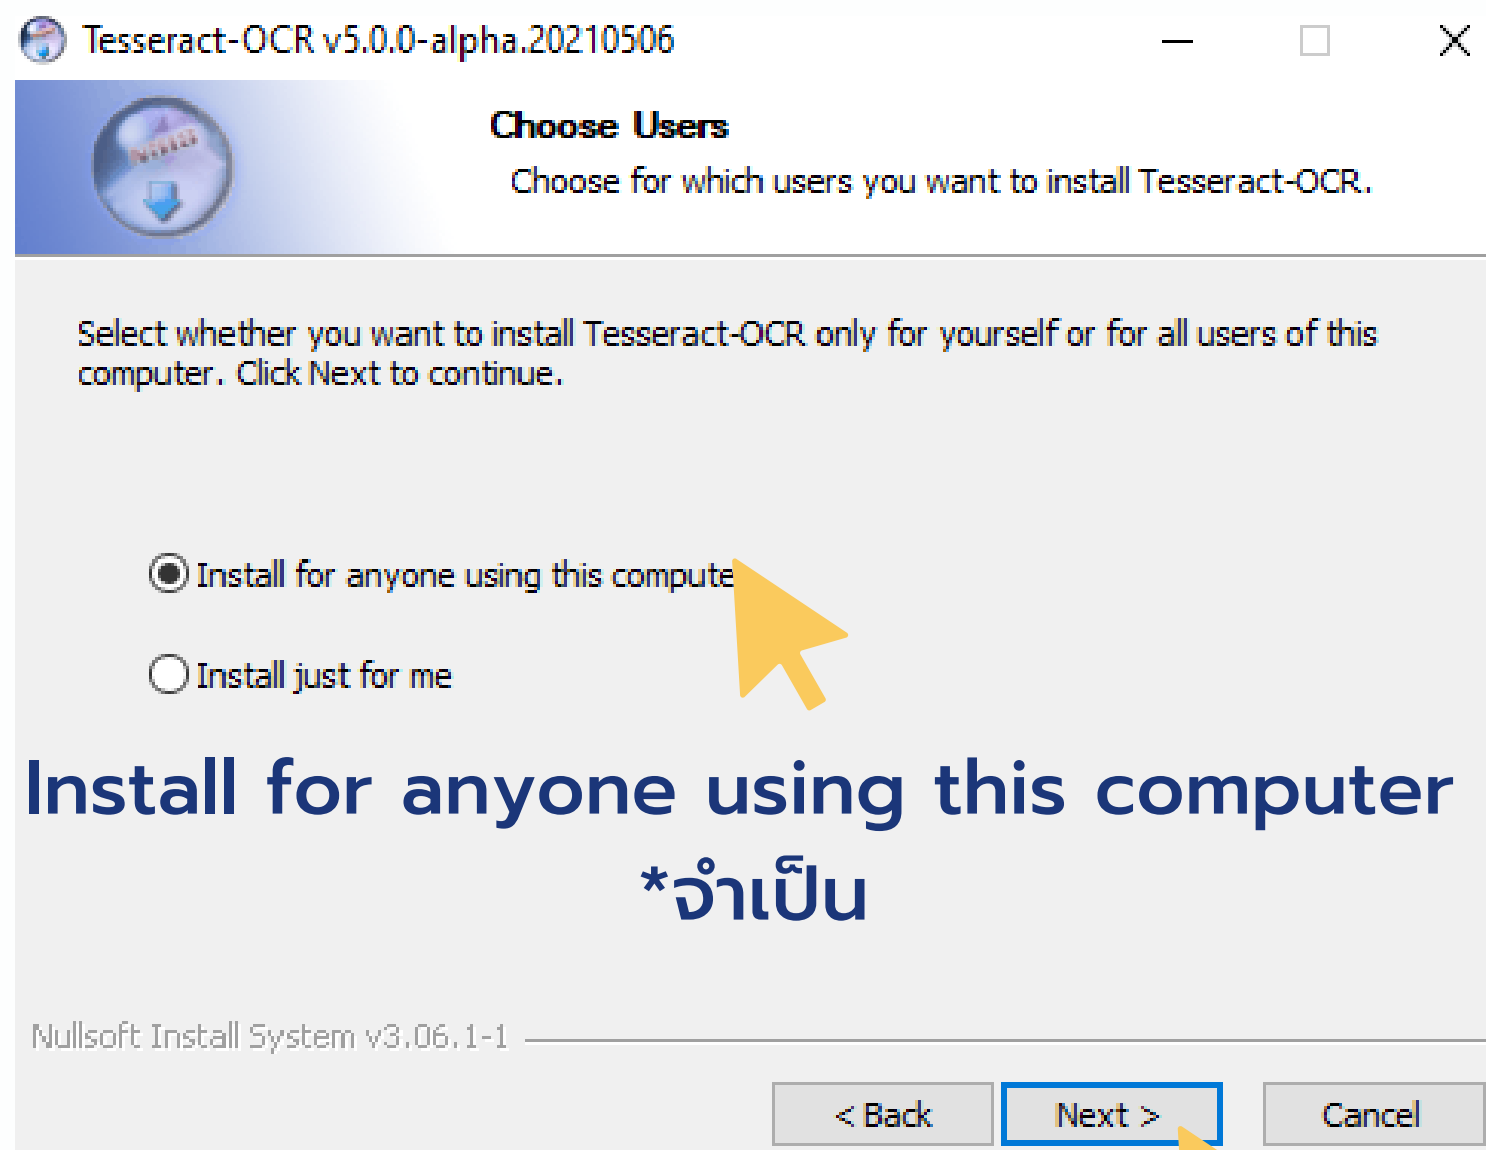 Tesseract-OCR v5.0.0-alpha.20210506
Choose Users
Choose for which users you want to install Tesseract-OCR.
Select whether you want to install Tesseract-OCR only for yourself or for all users of this
computer. Click Next to continue.
Install for anyone using this compute
Install just for me
Install for anyone using this computer
*จำเป็น
Nullsoft Install System v3.06.1-1
< Back
Next >
Cancel